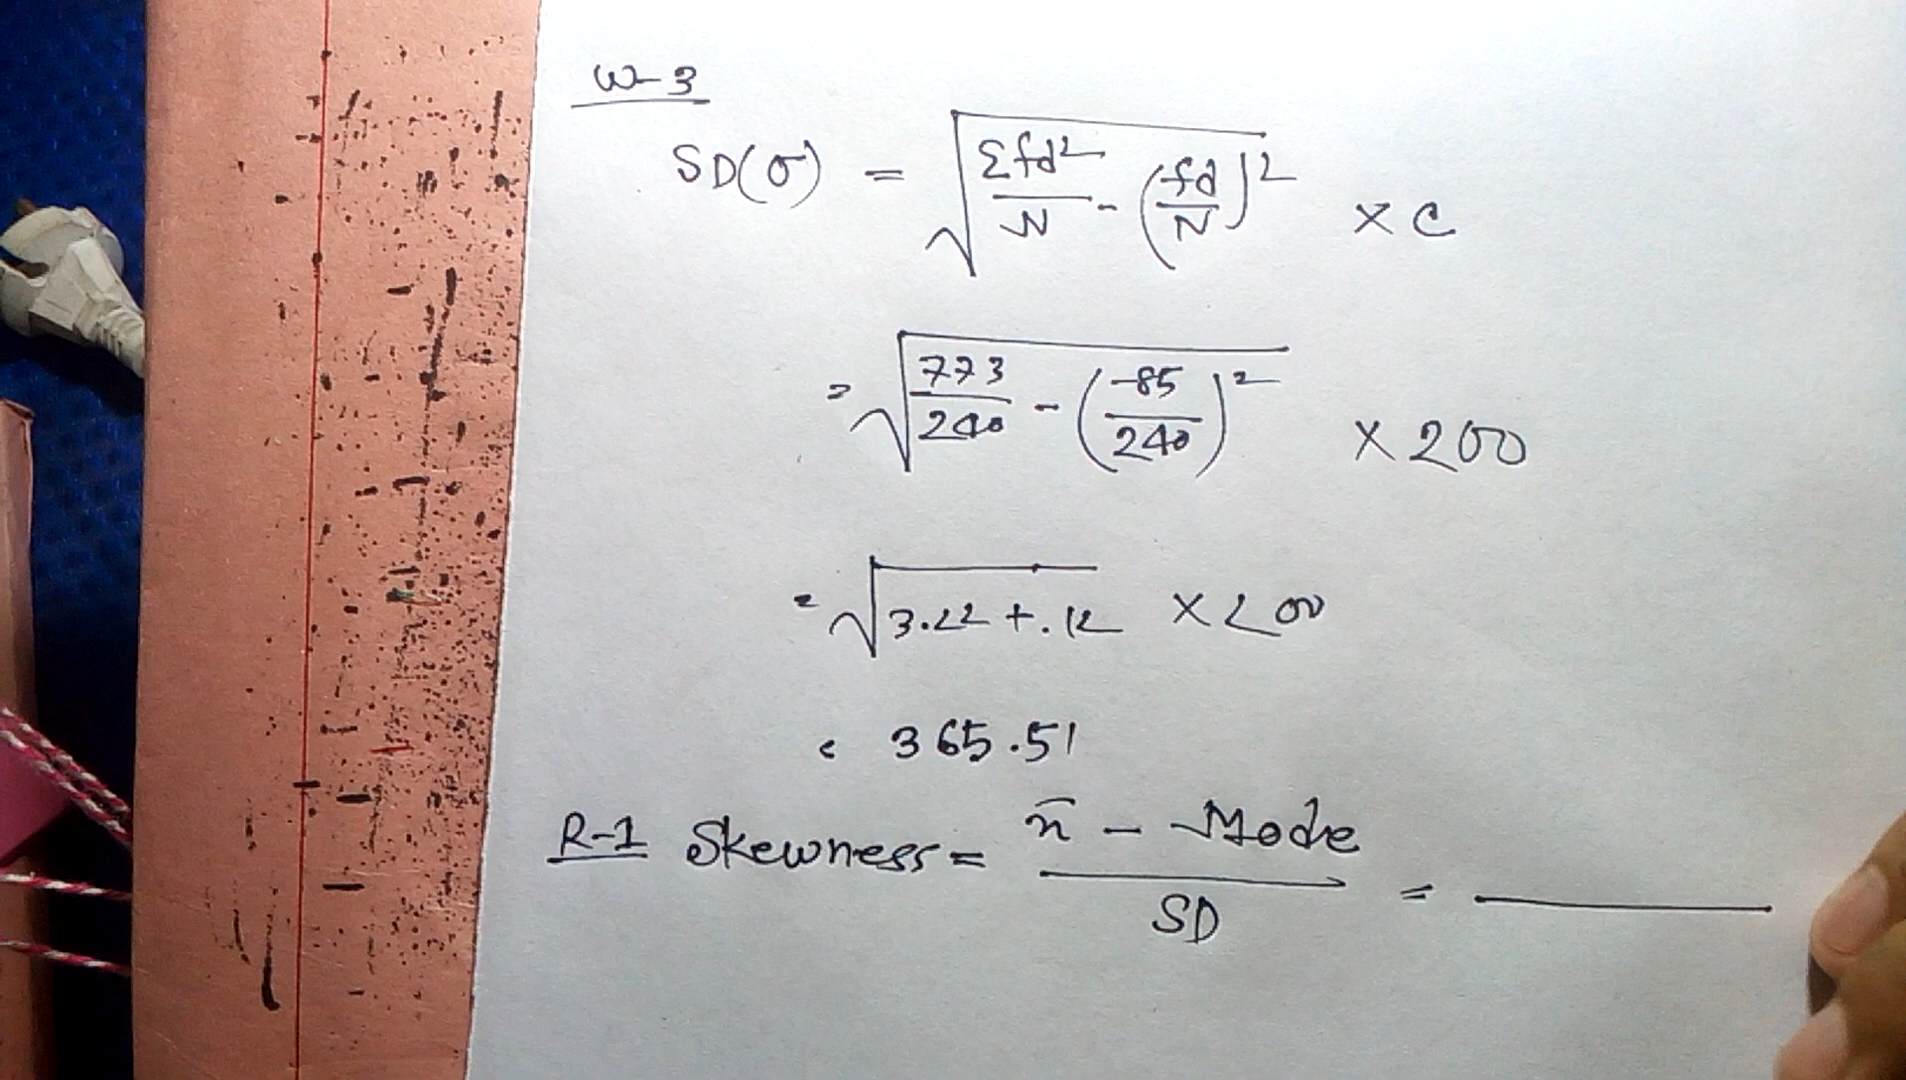 W-3
SD(σ) = √(Σfd²/N - (fd/N)²) × C
= √(773/240 - (-85/240)²) × 200
= √(3.22 + .12) × 200
= 365.51
R-1 Skewness = x̄ - Mode / SD =